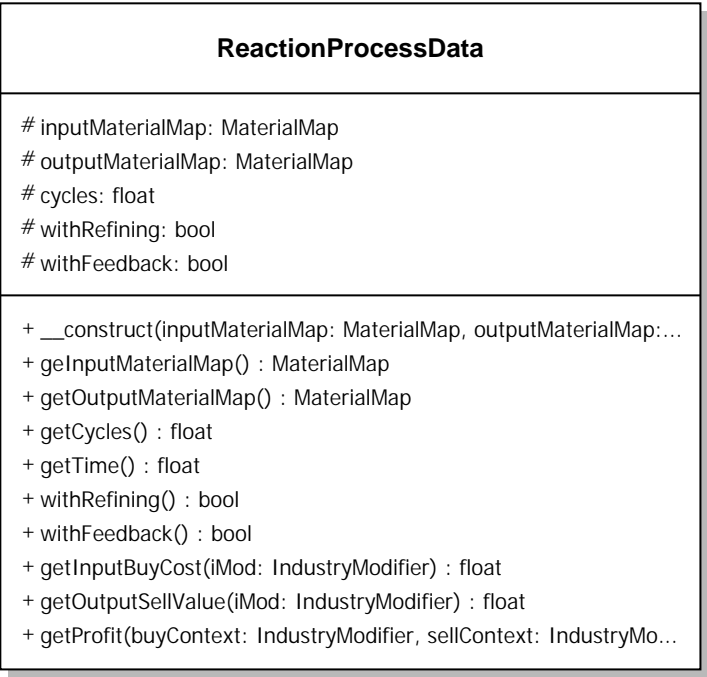 ReactionProcessData
# inputMaterialMap: MaterialMap
# outputMaterialMap: MaterialMap
# cycles: float
# withRefining: bool
# withFeedback: bool
+ __construct(inputMaterialMap: MaterialMap, outputMaterialMap:...
+ geInputMaterialMap() : MaterialMap
+ getOutputMaterialMap() : MaterialMap
+ getCycles() : float
+ getTime() : float
+ withRefining() : bool
+ withFeedback() : bool
+ getInputBuyCost(iMod: IndustryModifier) : float
+ getOutputSellValue(iMod: IndustryModifier) : float
+ getProfit(buyContext: IndustryModifier, sellContext: IndustryMo...